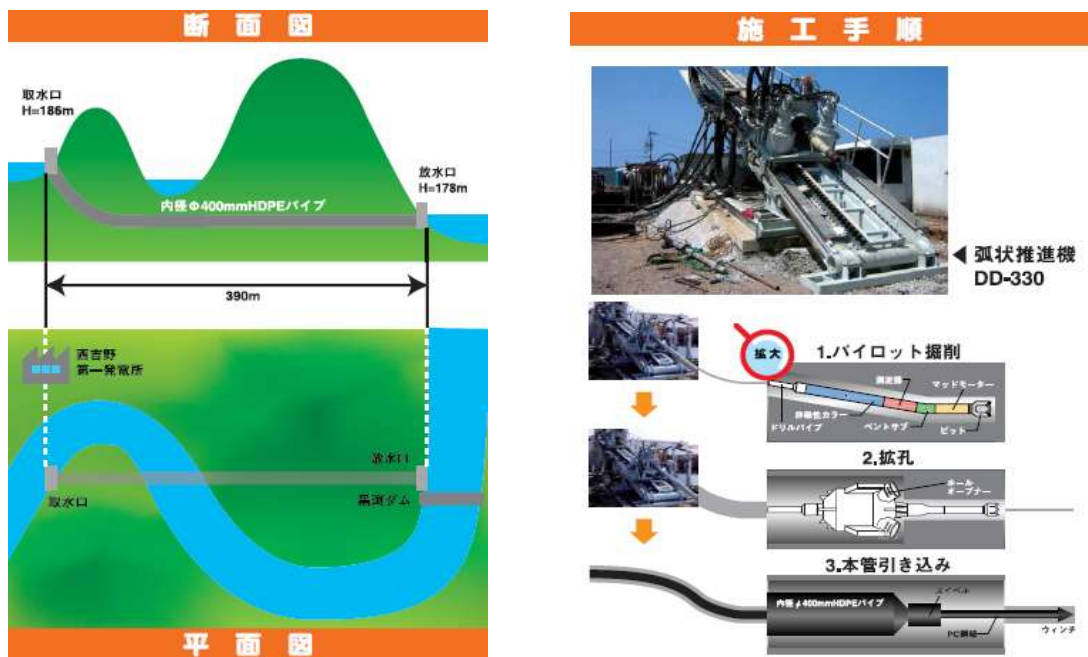 断面図
取水口
H=186m
放水口
H=178m
内径Φ400mmHDPEパイプ
390m
西吉野
第一発電所
放水口
取水口
黒渕ダム
平面図
施工手順
◀ 弧状推進機
DD-330
拡大
1.パイロット掘削
測波器
マッドモーター
非磁性カラー
ドリルパイプ
ベントサブ
ビット
2.拡孔
ホール
オープナー
3.本管引き込み
内径φ400mmHDPEパイプ
スイベル
PC鋼線
ウィンチ